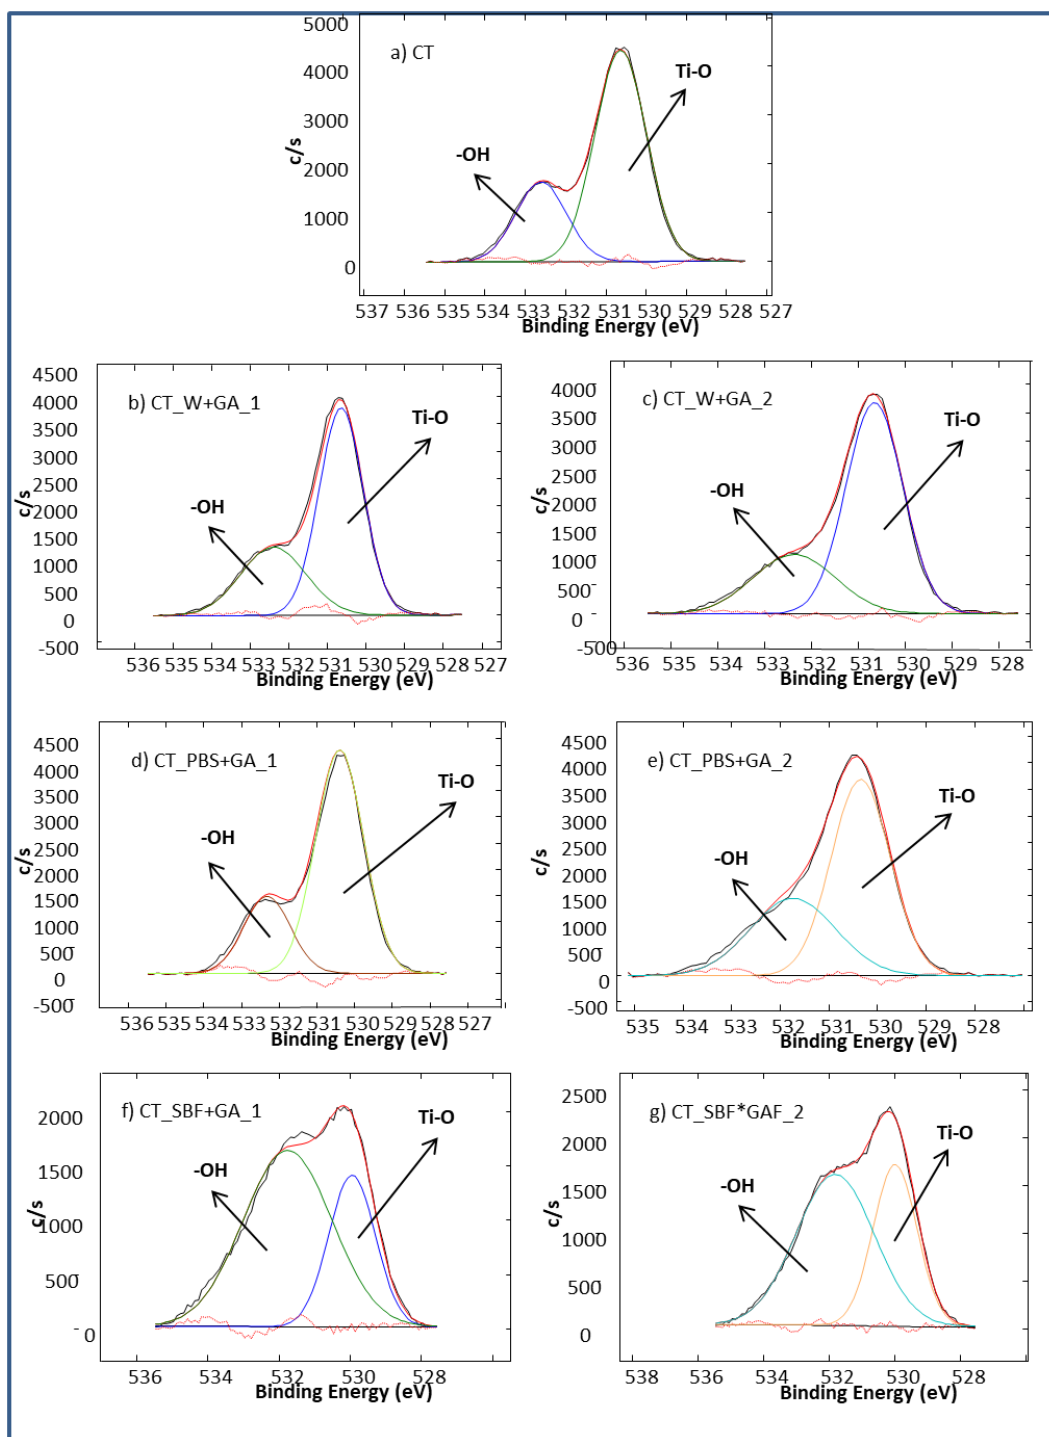 5000
a) CT
4000
Ti-O
3000
c/s
-OH
2000
1000
0
537 536 535 534 533 532 531 530 529 528 527
Binding Energy (eV)
4500
b) CT_W+GA_1
4000
Ti-O
3500
3000
2500
c/s
-OH
2000
1500
1000
500
0
-500
536 535 534 533 532 531 530 529 528 527
Binding Energy (eV)
4000
c) CT_W+GA_2
Ti-O
3500
3000
2500
c/s
-OH
2000
1500
1000
500
0
-500
536 535 534 533 532 531 530 529 528
Binding Energy (eV)
4500
d) CT_PBS+GA_1
4000
Ti-O
3500
3000
2500
c/s
-OH
2000
1500
1000
500
0
-500
536 535 534 533 532 531 530 529 528 527
Binding Energy (eV)
4500
e) CT_PBS+GA_2
4000
Ti-O
3500
3000
2500
c/s
-OH
2000
1500
1000
500
0
-500
535 534 533 532 531 530 529 528
Binding Energy (eV)
2000
f) CT_SBF+GA_1
Ti-O
1500
-OH
c/s
1000
500
0
536 534 532 530 528
Binding Energy (eV)
2500
g) CT_SBF*GAF_2
2000
Ti-O
1500
-OH
c/s
1000
500
0
538 536 534 532 530 528
Binding Energy (eV)